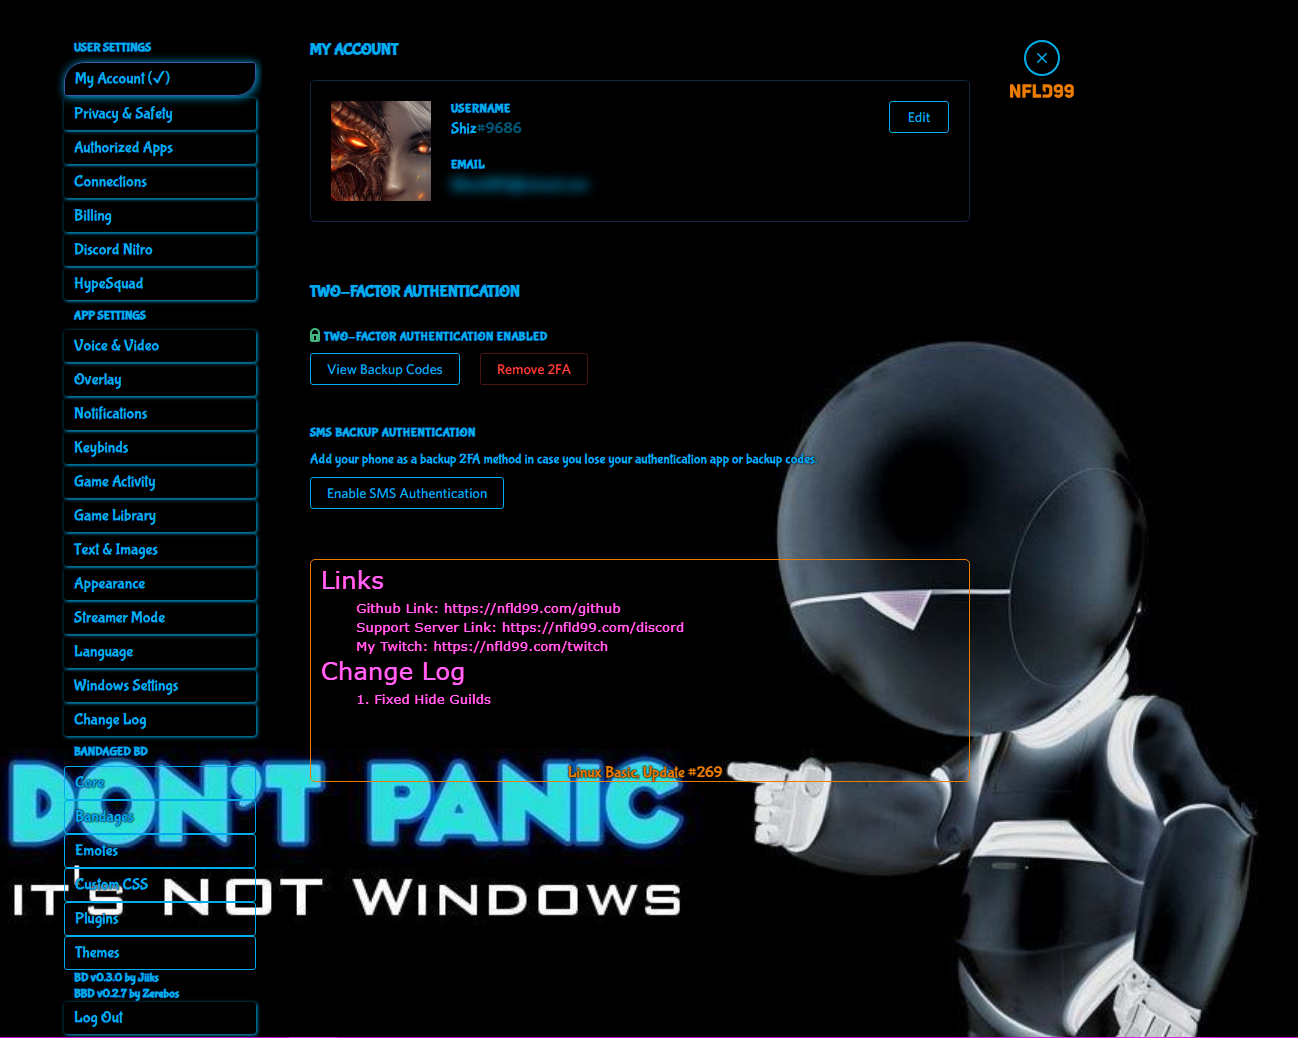 USER SETTINGS
My Account (✓)
Privacy & Safety
Authorized Apps
Connections
Billing
Discord Nitro
HypeSquad
APP SETTINGS
Voice & Video
Overlay
Notifications
Keybinds
Game Activity
Game Library
Text & Images
Appearance
Streamer Mode
Language
Windows Settings
Change Log
BANDAGED BD
Core
Bandages
Emotes
Custom CSS
Plugins
Themes
BD v0.3.0 by Jiiks
BBD v0.2.7 by Zerebos
Log Out
MY ACCOUNT
USERNAME
Shiz#9686
Edit
EMAIL
NFLD99
TWO-FACTOR AUTHENTICATION
TWO-FACTOR AUTHENTICATION ENABLED
View Backup Codes
Remove 2FA
SMS BACKUP AUTHENTICATION
Add your phone as a backup 2FA method in case you lose your authentication app or backup codes.
Enable SMS Authentication
Links
Github Link: https://nfld99.com/github
Support Server Link: https://nfld99.com/discord
My Twitch: https://nfld99.com/twitch
Change Log
1. Fixed Hide Guilds
Linux Basic, Update #269
DON'T PANIC
it's NOT WINDOWS